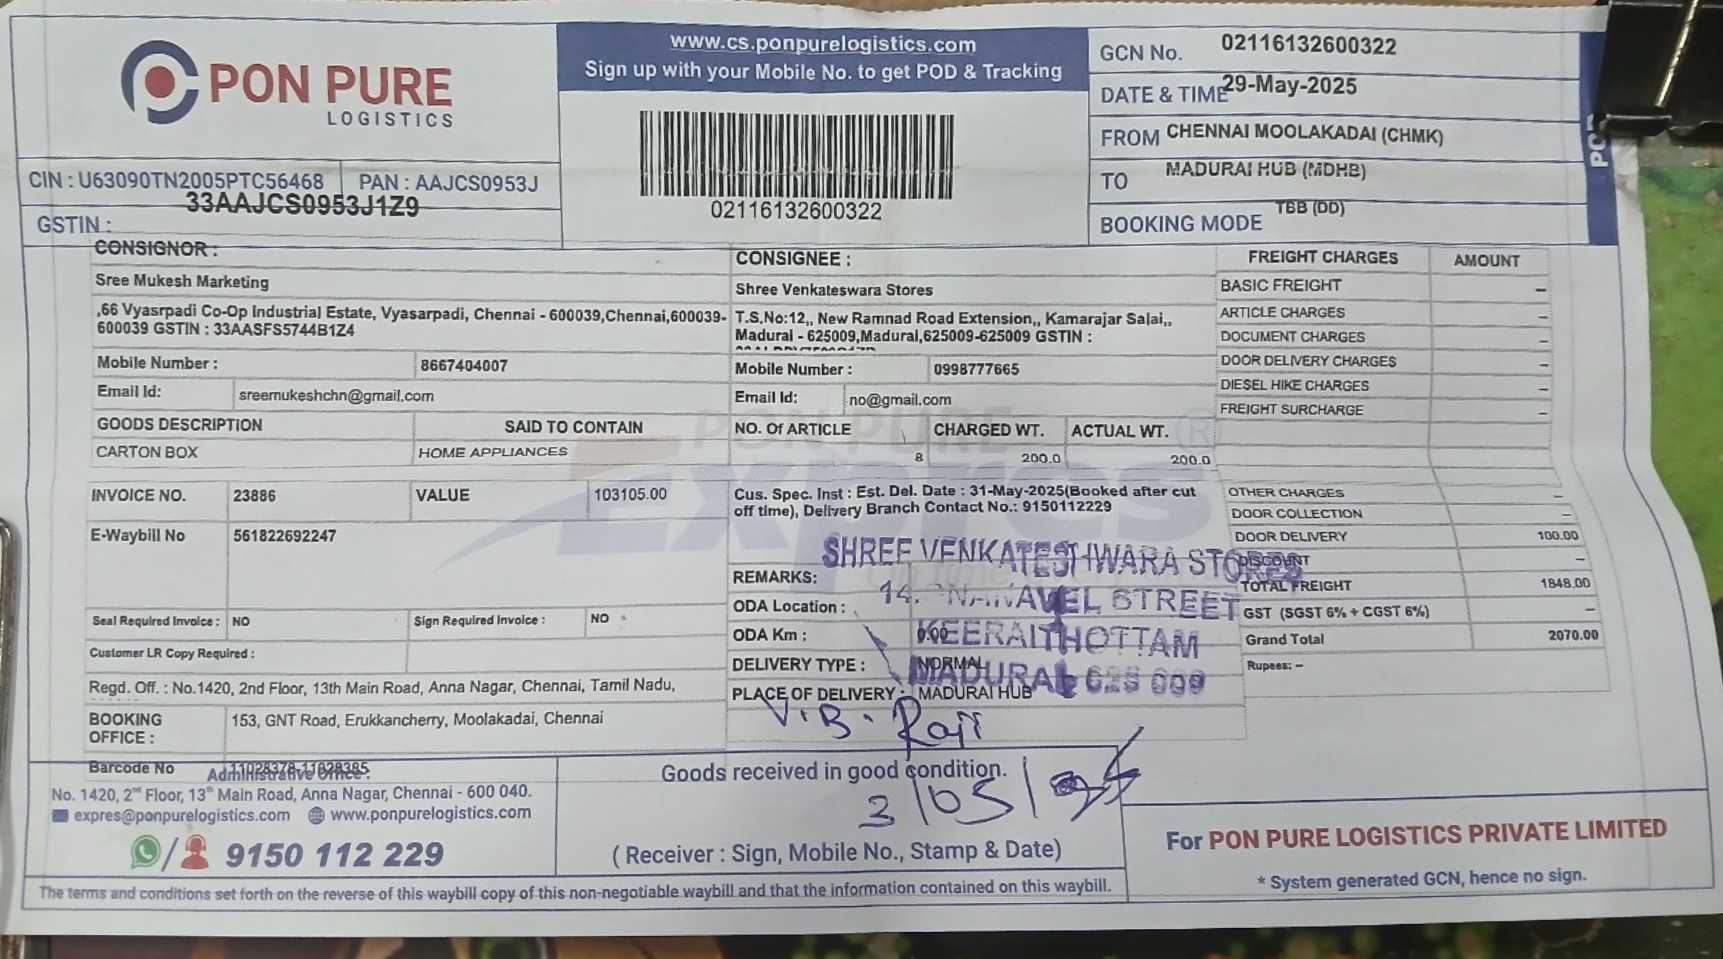 PON PURE
LOGISTICS
www.cs.ponpurelogistics.com
Sign up with your Mobile No. to get POD & Tracking
02116132600322
GCN No. 02116132600322
DATE & TIME 29-May-2025
FROM CHENNAI MOOLAKADAI (CHMK)
TO MADURAI HUB (MDHB)
BOOKING MODE TBB (DD)
POD
CIN : U63090TN2005PTC56468 PAN : AAJCS0953J
GSTIN : 33AAJCS0953J1Z9
CONSIGNOR :
Sree Mukesh Marketing
,66 Vyasrpadi Co-Op Industrial Estate, Vyasarpadi, Chennai - 600039,Chennai,600039-
600039 GSTIN : 33AASFS5744B1Z4
Mobile Number : 8667404007
Email Id: sreemukeshchn@gmail.com
GOODS DESCRIPTION SAID TO CONTAIN
CARTON BOX HOME APPLIANCES
CONSIGNEE :
Shree Venkateswara Stores
T.S.No:12,, New Ramnad Road Extension,, Kamarajar Salai,,
Madurai - 625009,Madurai,625009-625009 GSTIN :
Mobile Number : 0998777665
Email Id: no@gmail.com
NO. Of ARTICLE CHARGED WT. ACTUAL WT.
8 200.0 200.0
FREIGHT CHARGES AMOUNT
BASIC FREIGHT –
ARTICLE CHARGES –
DOCUMENT CHARGES –
DOOR DELIVERY CHARGES –
DIESEL HIKE CHARGES –
FREIGHT SURCHARGE –
OTHER CHARGES –
DOOR COLLECTION –
DOOR DELIVERY 100.00
DISCOUNT –
TOTAL FREIGHT 1848.00
GST (SGST 6% + CGST 6%) –
Grand Total 2070.00
Rupees: –
PON PURE
EXPRES
INVOICE NO. 23886 VALUE 103105.00
E-Waybill No 561822692247
Seal Required Invoice : NO Sign Required Invoice : NO
Customer LR Copy Required :
Regd. Off. : No.1420, 2nd Floor, 13th Main Road, Anna Nagar, Chennai, Tamil Nadu,
BOOKING OFFICE : 153, GNT Road, Erukkancherry, Moolakadai, Chennai
Barcode No 11028378-11028385
Cus. Spec. Inst : Est. Del. Date : 31-May-2025(Booked after cut
off time), Delivery Branch Contact No.: 9150112229
REMARKS:
ODA Location :
ODA Km : 0.00
DELIVERY TYPE : NORMAL
PLACE OF DELIVERY : MADURAI HUB
SHREE VENKATESHWARA STORES
14, STREET
KEERAITHOTTAM
MADURAI 625 009
V.B. Raji
Administrative Office :
No. 1420, 2nd Floor, 13th Main Road, Anna Nagar, Chennai - 600 040.
expres@ponpurelogistics.com www.ponpurelogistics.com
9150 112 229
Goods received in good condition.
( Receiver : Sign, Mobile No., Stamp & Date)
For PON PURE LOGISTICS PRIVATE LIMITED
* System generated GCN, hence no sign.
The terms and conditions set forth on the reverse of this waybill copy of this non-negotiable waybill and that the information contained on this waybill.